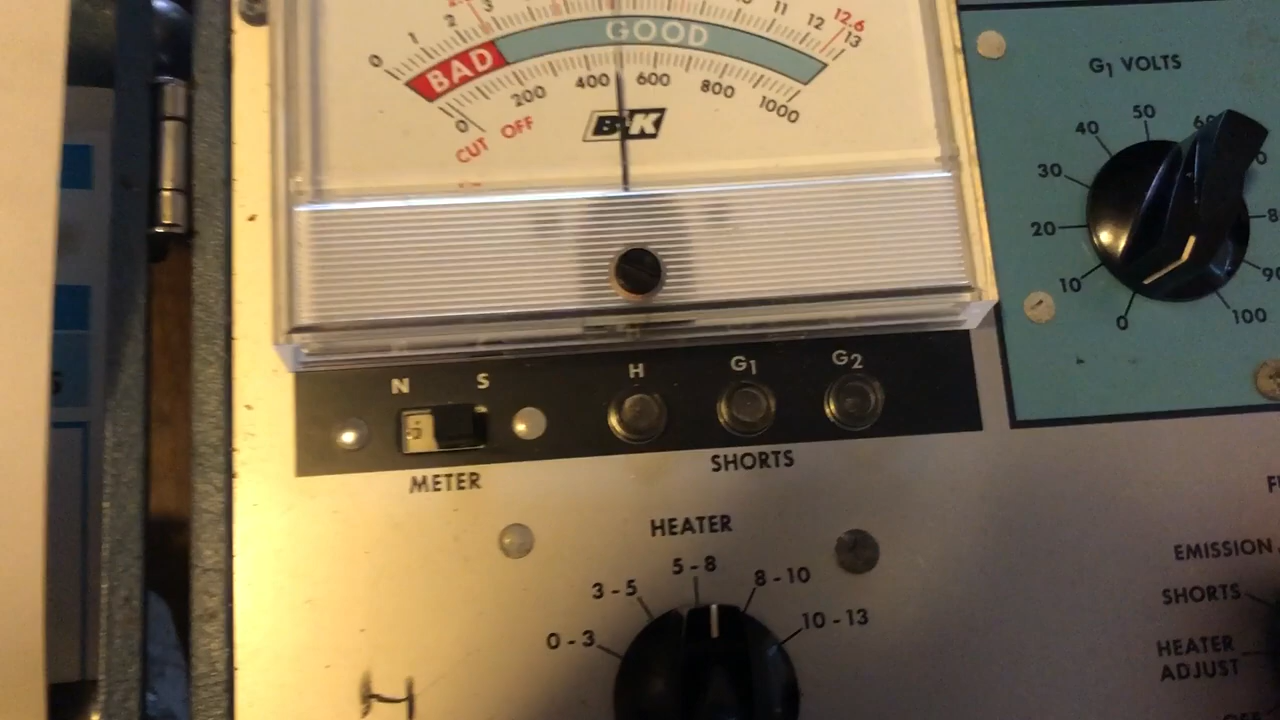 0 1 2 3 11 12 12.6 13
BAD GOOD
0 200 400 600 800 1000
CUT OFF
B&K
G1 VOLTS
0 10 20 30 40 50 90 100
N S H G1 G2
METER
SHORTS
HEATER
0-3 3-5 5-8 8-10 10-13
EMISSION
SHORTS
HEATER
ADJUST